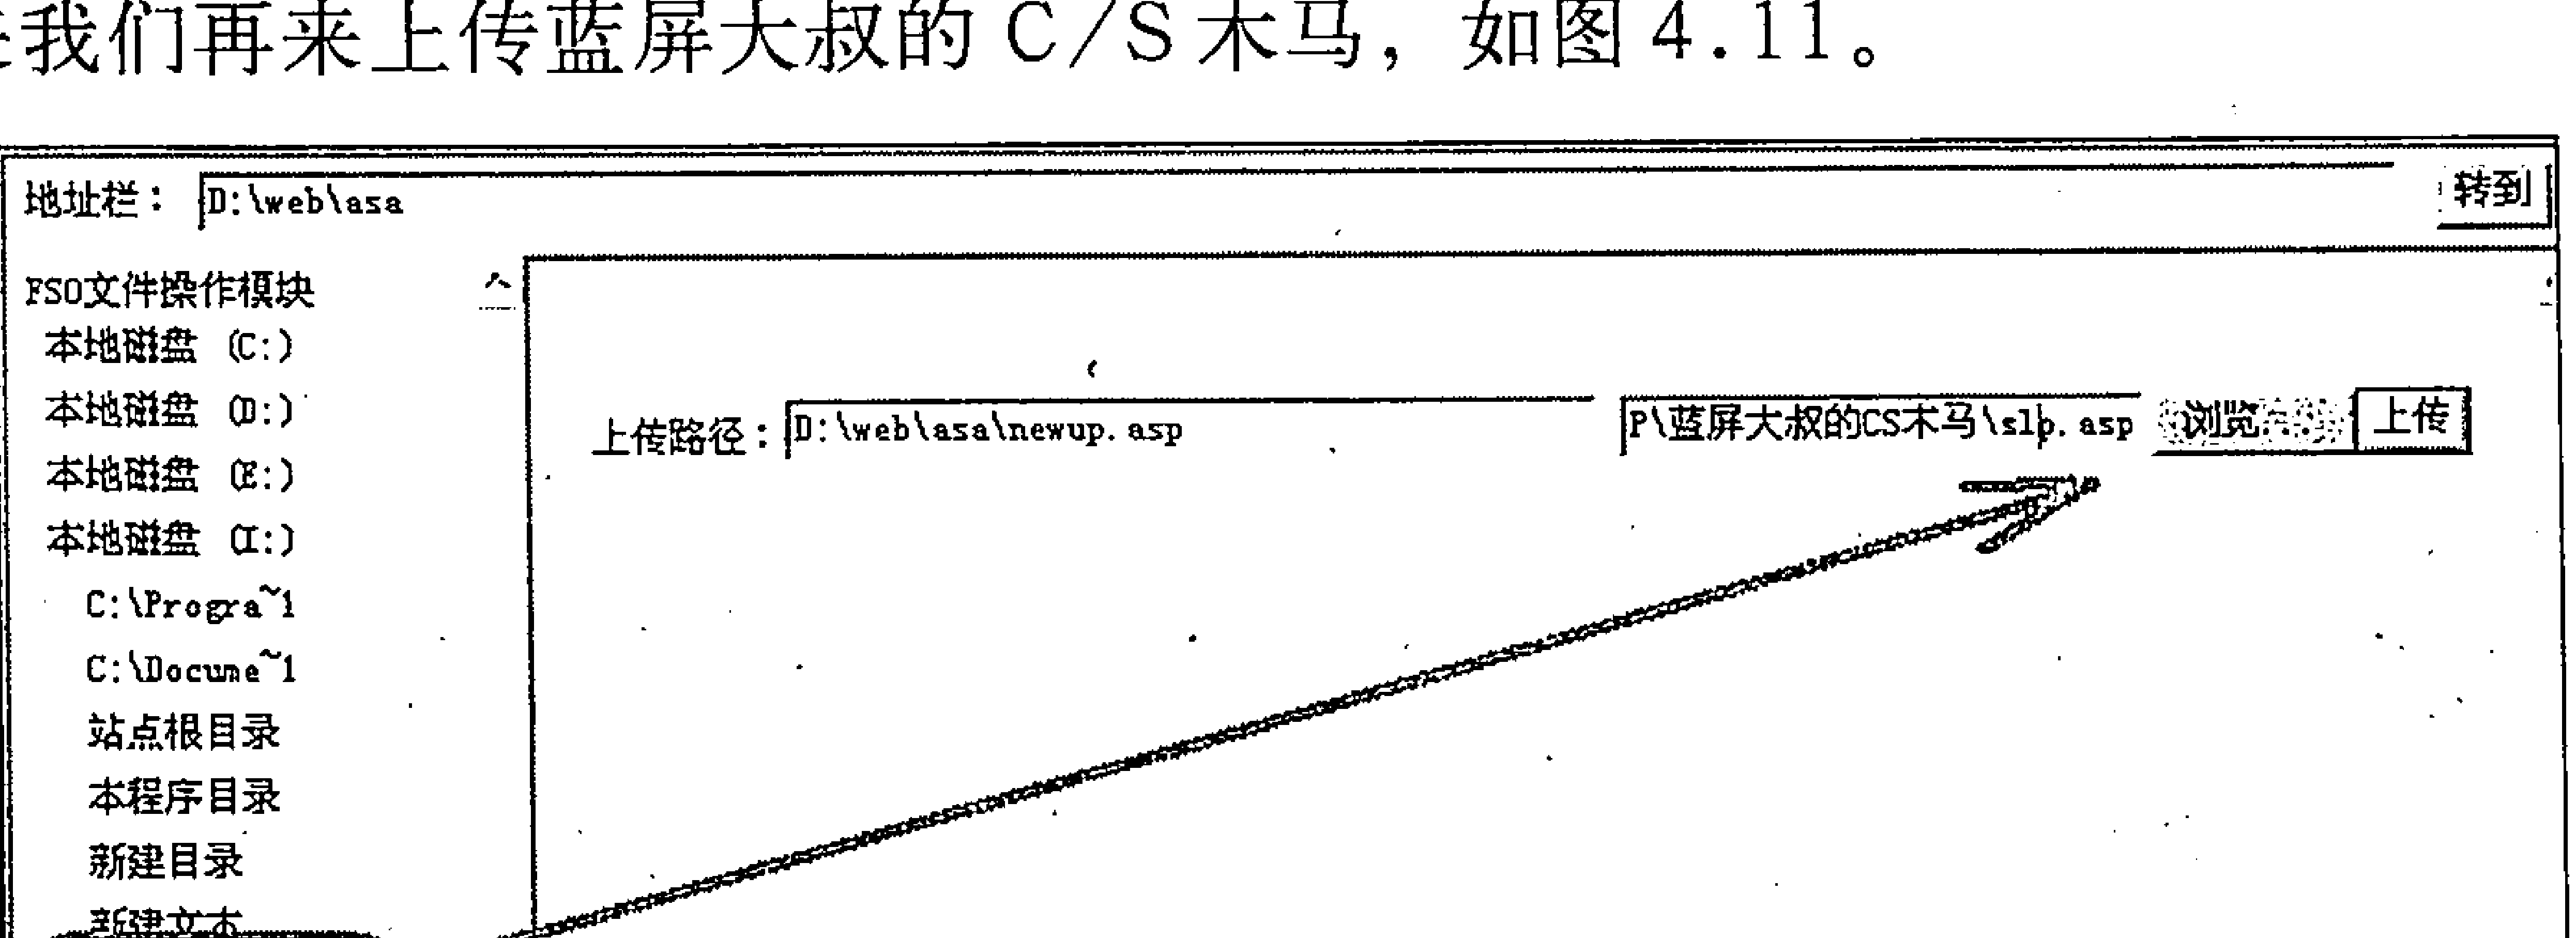 我们再来上传蓝屏大叔的 C/S 木马，如图 4.11。
地址栏： D:\web\asa 转到
FSO文件操作模块
本地磁盘 (C:)
本地磁盘 (D:)
上传路径： D:\web\asa\newup.asp P\蓝屏大叔的CS木马\slp.asp 浏览... 上传
本地磁盘 (E:)
本地磁盘 (I:)
C:\Progra~1
C:\Docume~1
站点根目录
本程序目录
新建目录
新建文本